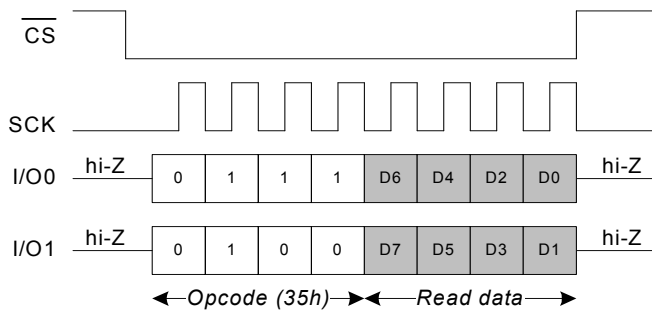 CS
SCK
I/O0 hi-Z 0 1 1 1 D6 D4 D2 D0 hi-Z
I/O1 hi-Z 0 1 0 0 D7 D5 D3 D1 hi-Z
Opcode (35h) Read data